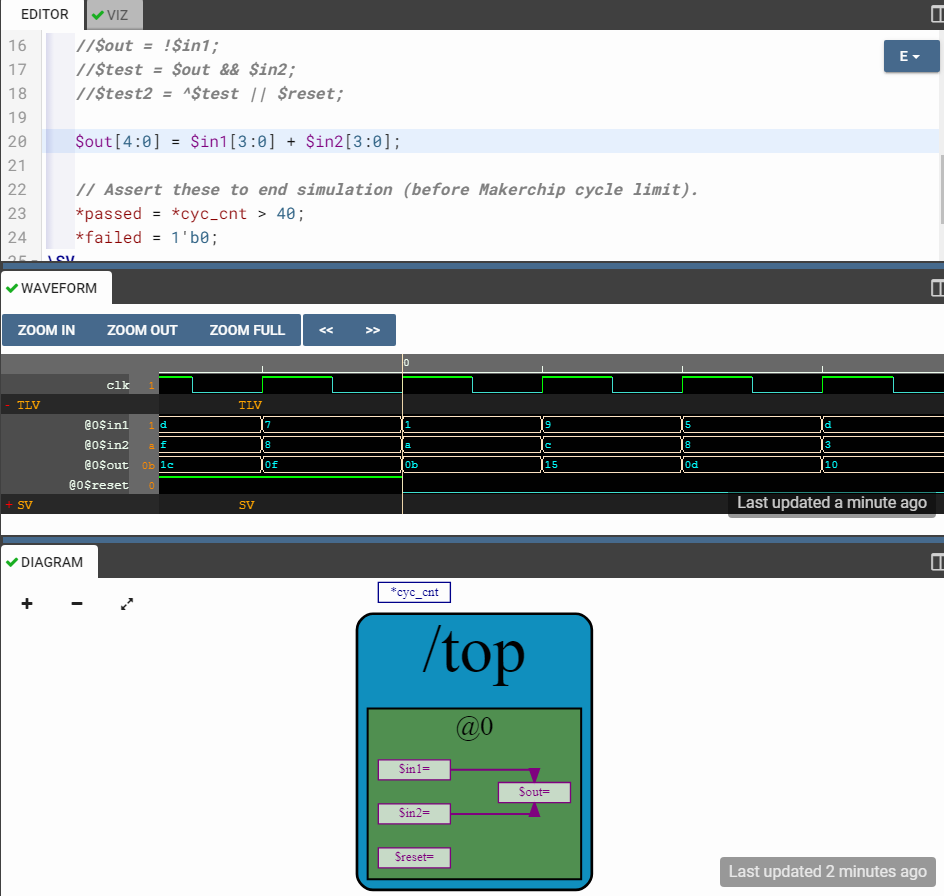 EDITOR VIZ
E
16 //$out = !$in1;
17 //$test = $out && $in2;
18 //$test2 = ^$test || $reset;
19
20 $out[4:0] = $in1[3:0] + $in2[3:0];
21
22 // Assert these to end simulation (before Makerchip cycle limit).
23 *passed = *cyc_cnt > 40;
24 *failed = 1'b0;
25 \SV
WAVEFORM
ZOOM IN ZOOM OUT ZOOM FULL << >>
0
clk 1
- TLV TLV
@0$in1 1 d 7 1 9 5 d
@0$in2 a f 8 a c 8 3
@0$out 0b 1c 0f 0b 15 0d 10
@0$reset 0
+ SV SV
Last updated a minute ago
DIAGRAM
+ −
*cyc_cnt
/top
@0
$in1=
$out=
$in2=
$reset=
Last updated 2 minutes ago